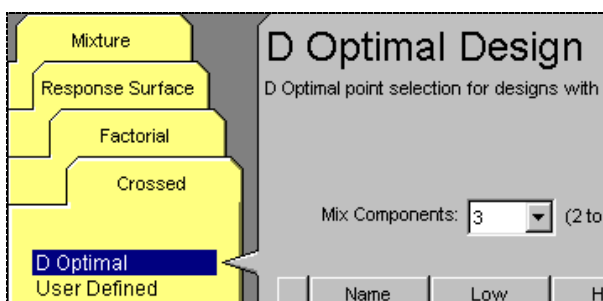 Mixture
Response Surface
Factorial
Crossed
D Optimal
User Defined
D Optimal Design
D Optimal point selection for designs with
Mix Components: 3 (2 to
Name Low H